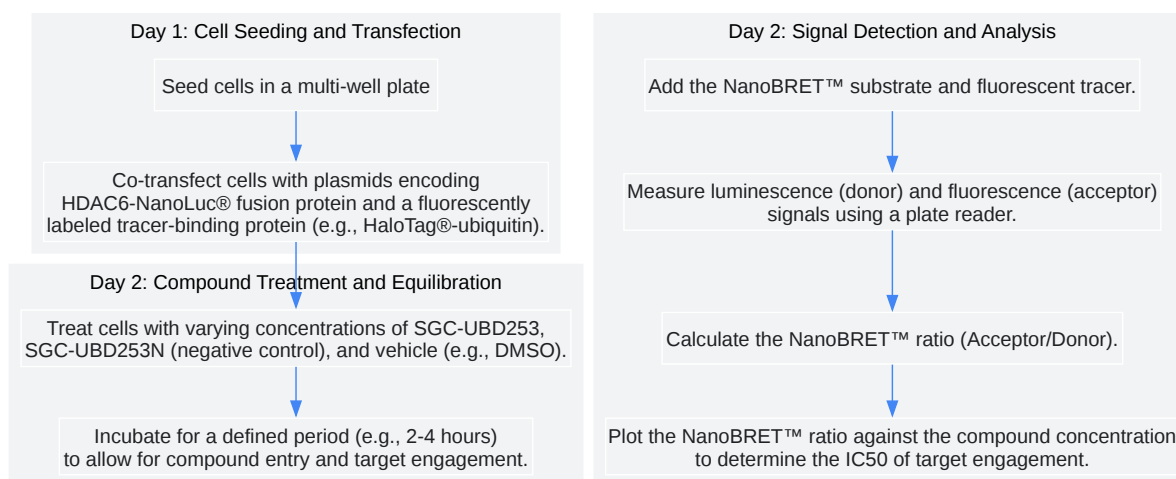 Day 1: Cell Seeding and Transfection
Seed cells in a multi-well plate
Co-transfect cells with plasmids encoding
HDAC6-NanoLuc® fusion protein and a fluorescently
labeled tracer-binding protein (e.g., HaloTag®-ubiquitin).
Day 2: Compound Treatment and Equilibration
Treat cells with varying concentrations of SGC-UBD253,
SGC-UBD253N (negative control), and vehicle (e.g., DMSO).
Incubate for a defined period (e.g., 2-4 hours)
to allow for compound entry and target engagement.
Day 2: Signal Detection and Analysis
Add the NanoBRET™ substrate and fluorescent tracer.
Measure luminescence (donor) and fluorescence (acceptor)
signals using a plate reader.
Calculate the NanoBRET™ ratio (Acceptor/Donor).
Plot the NanoBRET™ ratio against the compound concentration
to determine the IC50 of target engagement.